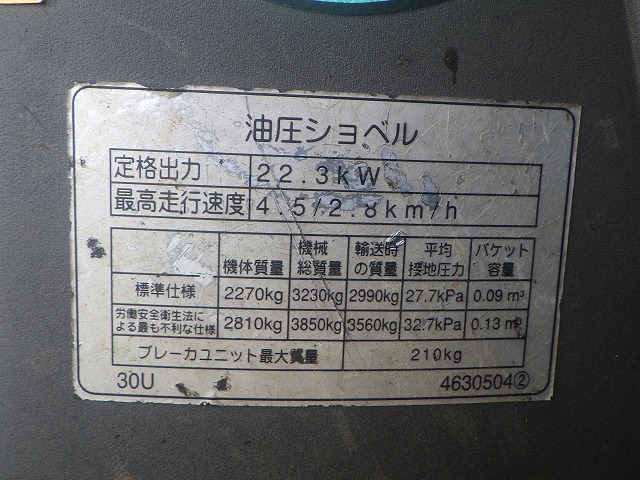 油圧ショベル
定格出力 22.3kW
最高走行速度 4.5/2.8km/h
機体質量 機械総質量 輸送時の質量 平均接地圧力 バケット容量
標準仕様 2270kg 3230kg 2990kg 27.7kPa 0.09m³
労働安全衛生法に
よる最も不利な仕様 2810kg 3850kg 3560kg 32.7kPa 0.13m³
ブレーカユニット最大質量 210kg
30U 4630504②